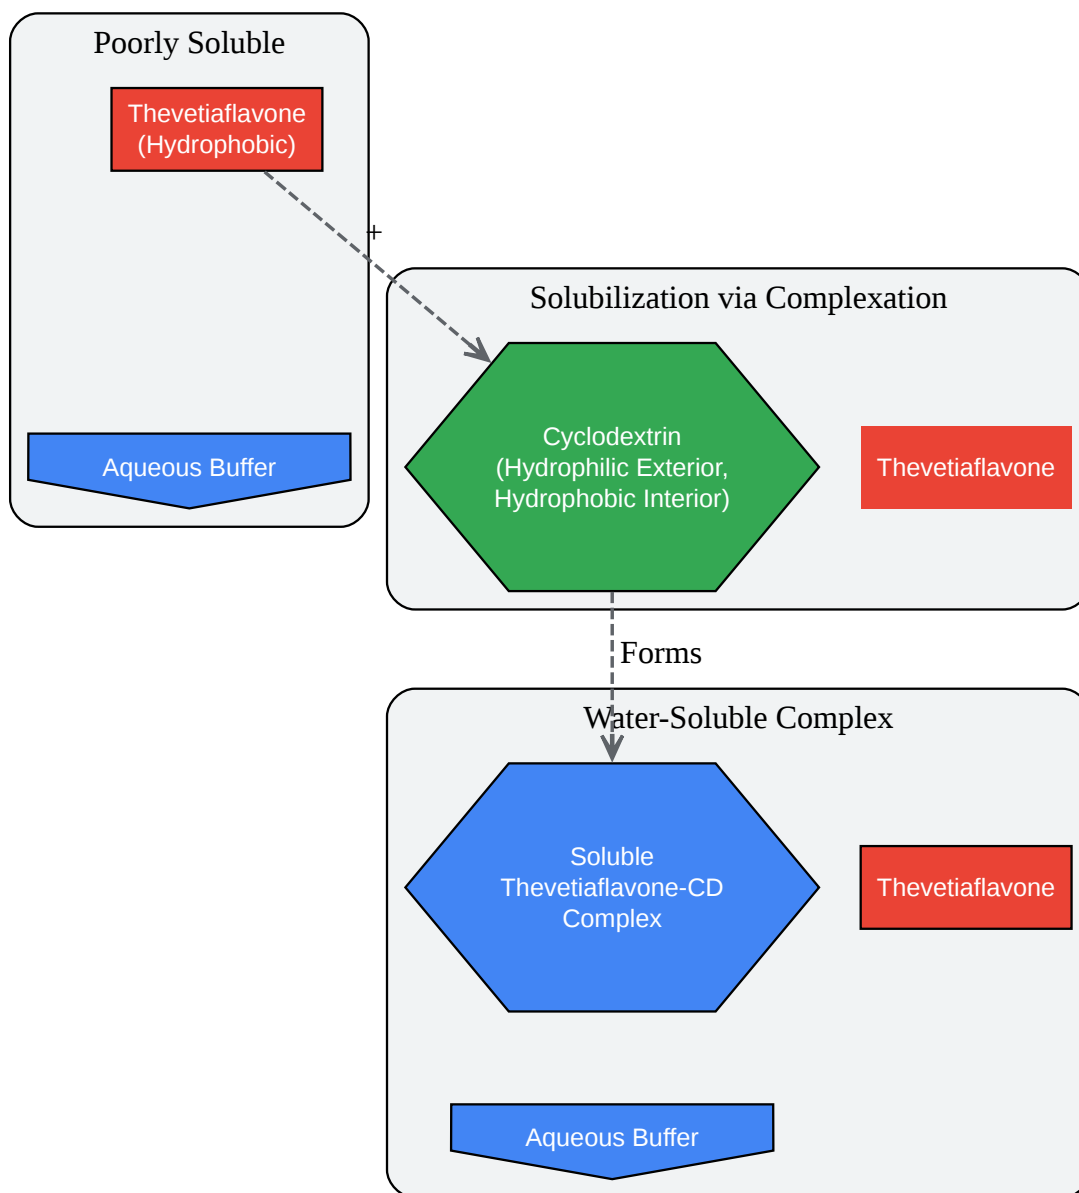 Poorly Soluble
Thevetiaflavone
(Hydrophobic)
+
Aqueous Buffer
Solubilization via Complexation
Cyclodextrin
(Hydrophilic Exterior,
Hydrophobic Interior)
Thevetiaflavone
Forms
Water-Soluble Complex
Soluble
Thevetiaflavone-CD
Complex
Thevetiaflavone
Aqueous Buffer